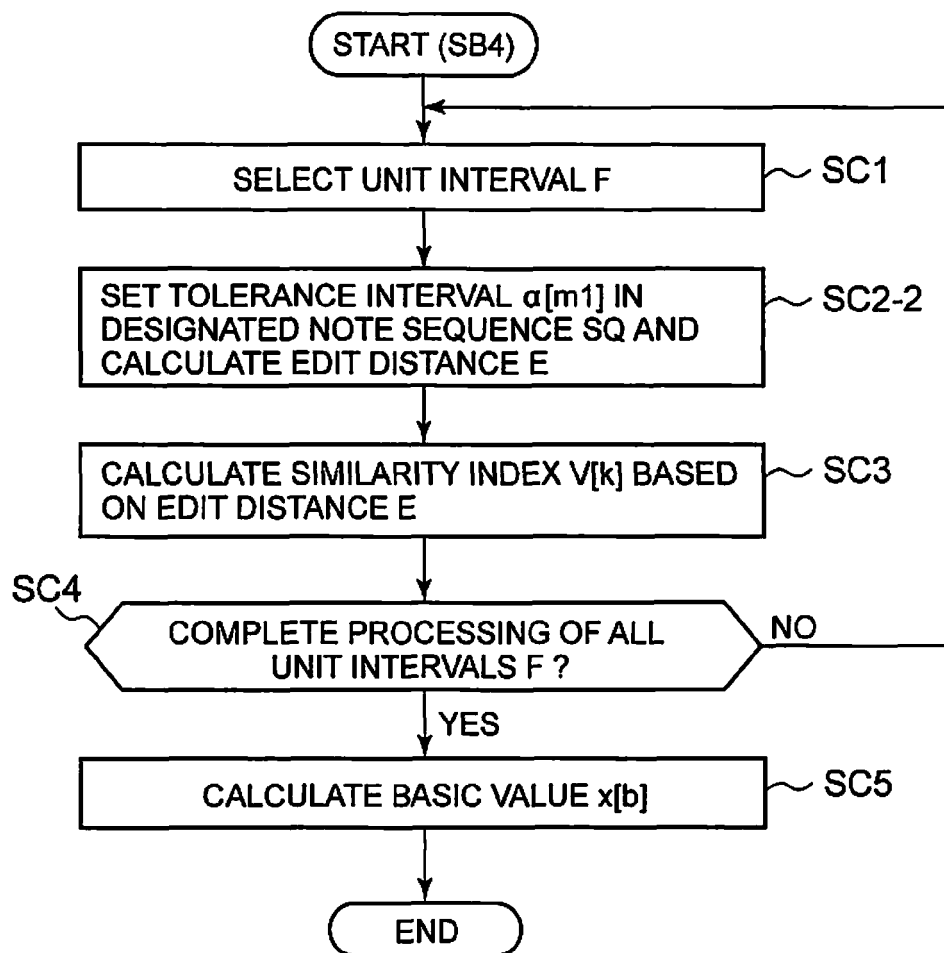 START (SB4)
SELECT UNIT INTERVAL F
SC1
SET TOLERANCE INTERVAL α[m1] IN
DESIGNATED NOTE SEQUENCE SQ AND
CALCULATE EDIT DISTANCE E
SC2-2
CALCULATE SIMILARITY INDEX V[k] BASED
ON EDIT DISTANCE E
SC3
SC4
COMPLETE PROCESSING OF ALL
UNIT INTERVALS F ?
NO
YES
CALCULATE BASIC VALUE x[b]
SC5
END